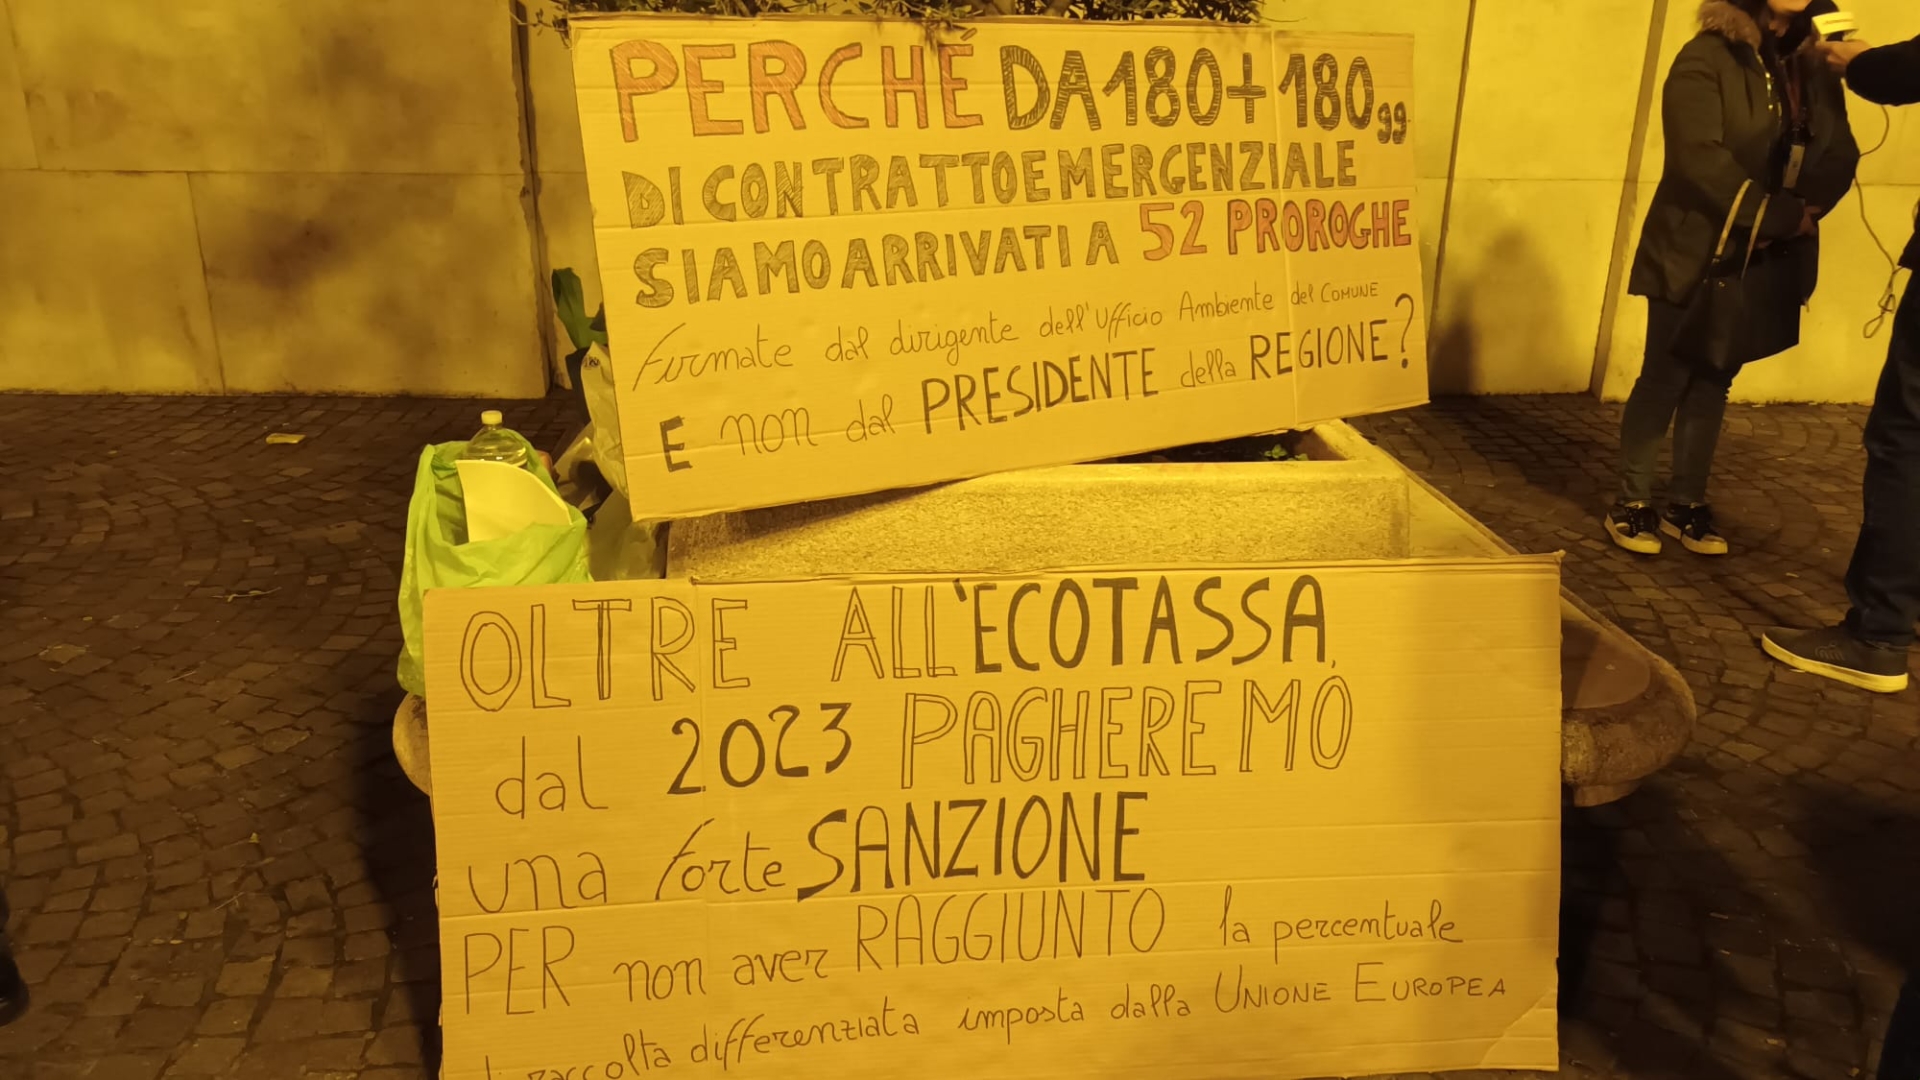 PERCHÉ DA 180+180gg
DI CONTRATTO EMERGENZIALE
SIAMO ARRIVATI A 52 PROROGHE
firmate dal dirigente dell'Ufficio Ambiente del COMUNE
E non dal PRESIDENTE della REGIONE?
OLTRE ALL'ECOTASSA,
dal 2023 PAGHEREMO
una forte SANZIONE
PER non aver RAGGIUNTO la percentuale
di raccolta differenziata imposta dalla UNIONE EUROPEA